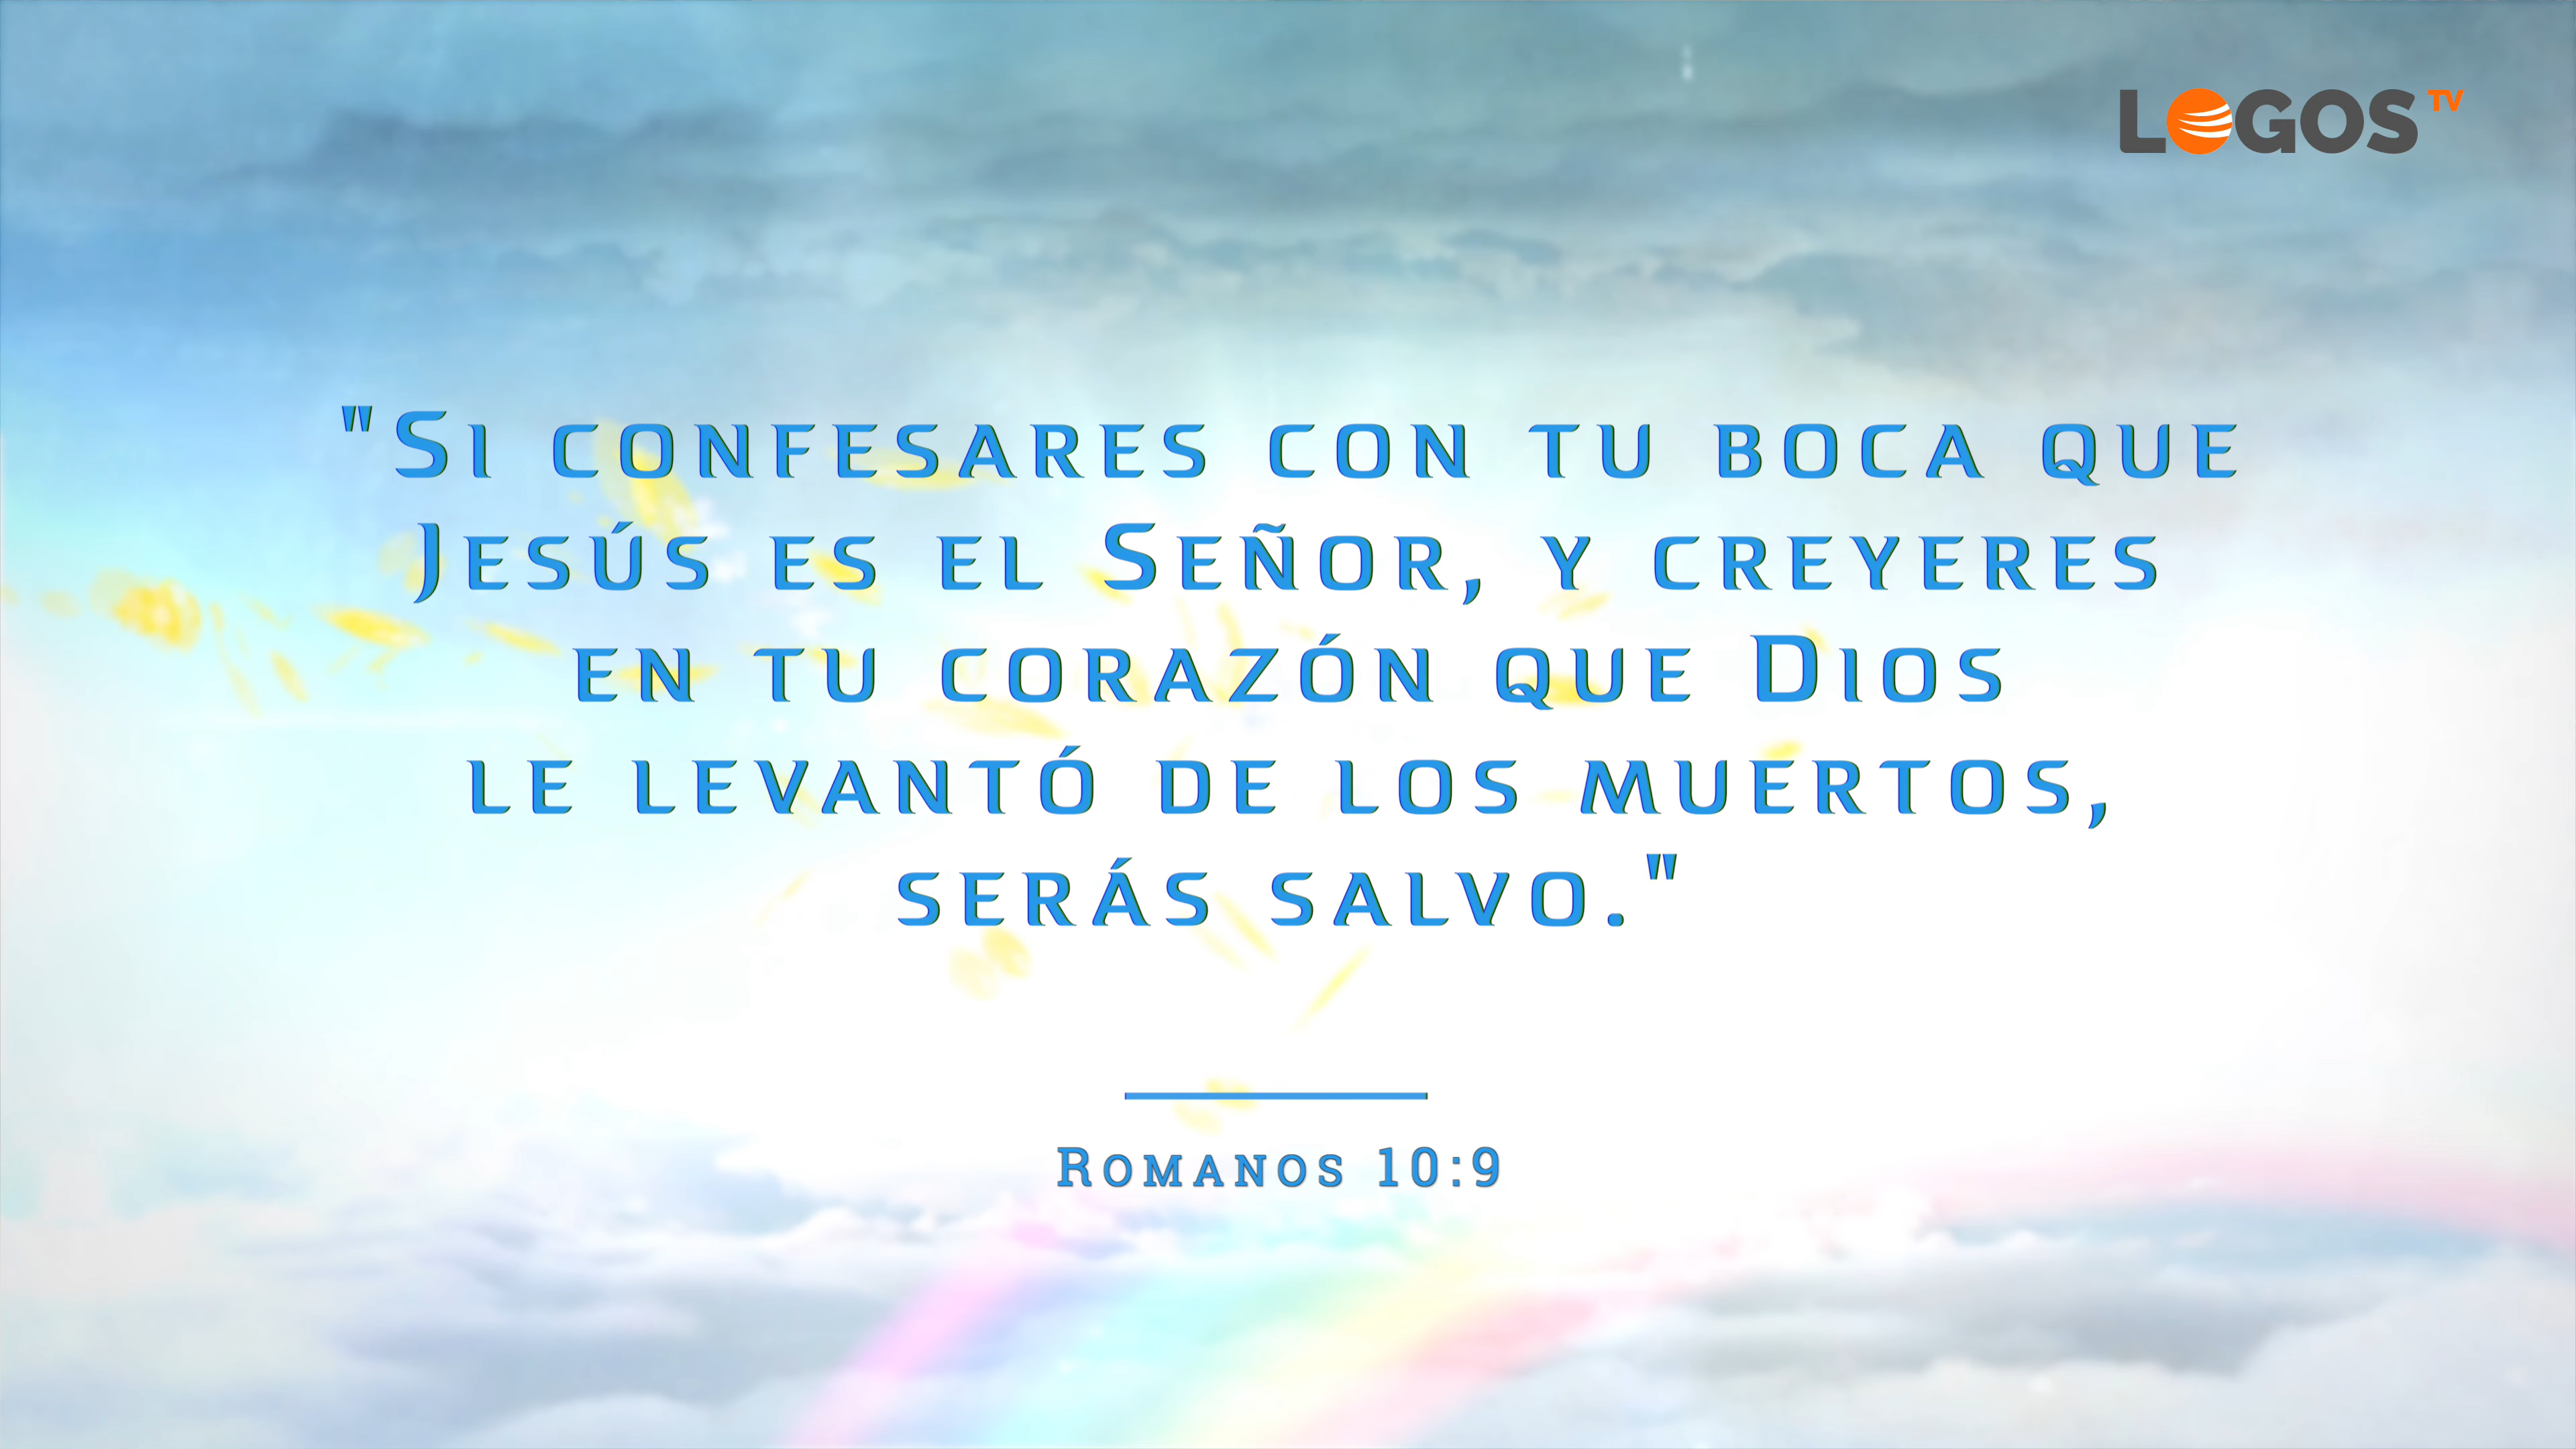 LOGOS TV
"Si confesares con tu boca que
Jesús es el Señor, y creyeres
en tu corazón que Dios
le levantó de los muertos,
serás salvo."
Romanos 10:9